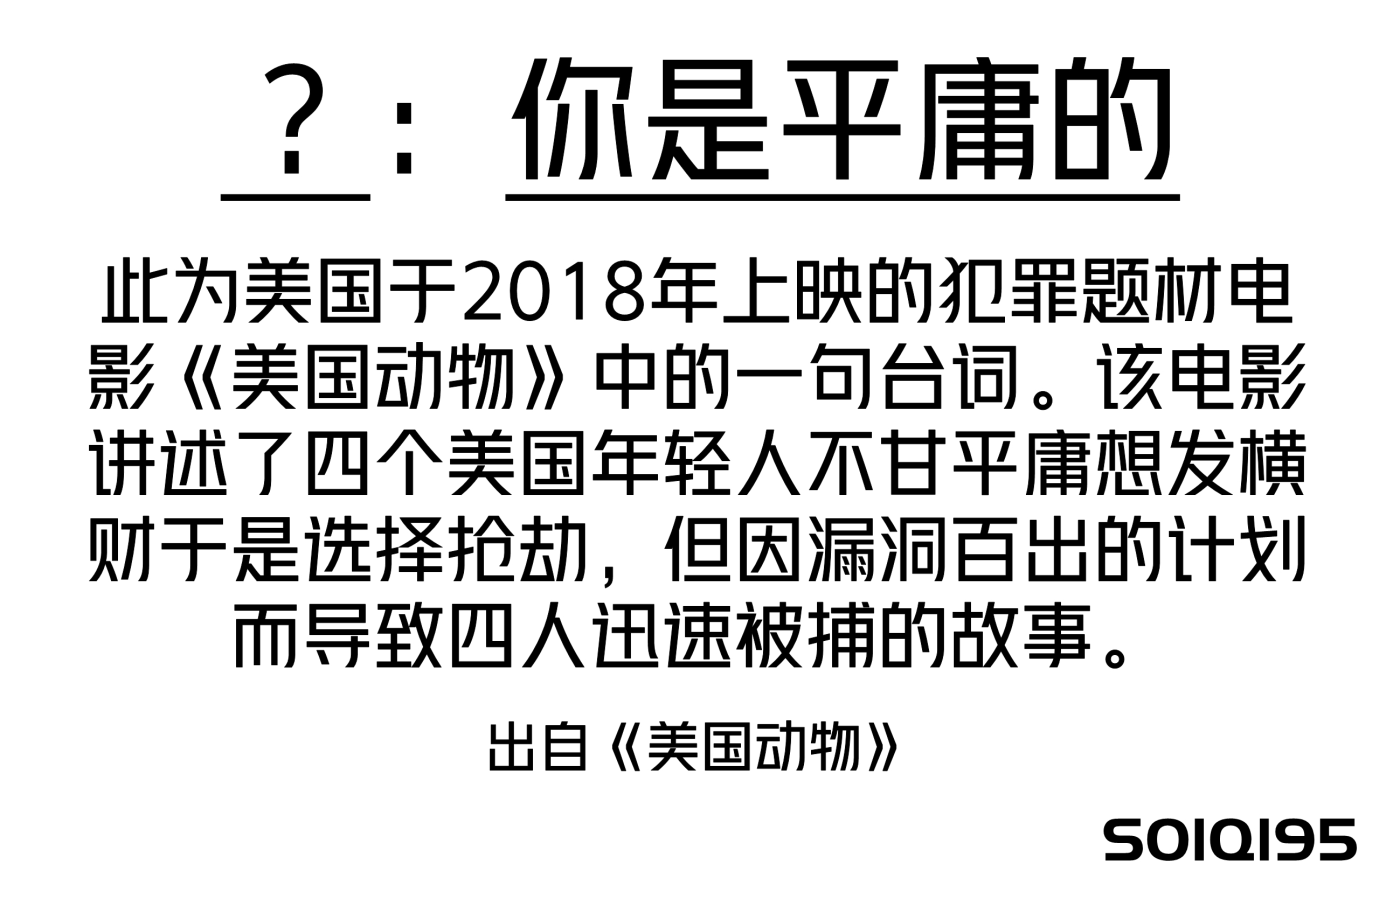 ？：你是平庸的
此为美国于2018年上映的犯罪题材电
影《美国动物》中的一句台词。该电影
讲述了四个美国年轻人不甘平庸想发横
财于是选择抢劫，但因漏洞百出的计划
而导致四人迅速被捕的故事。
出自《美国动物》
SOIQI95